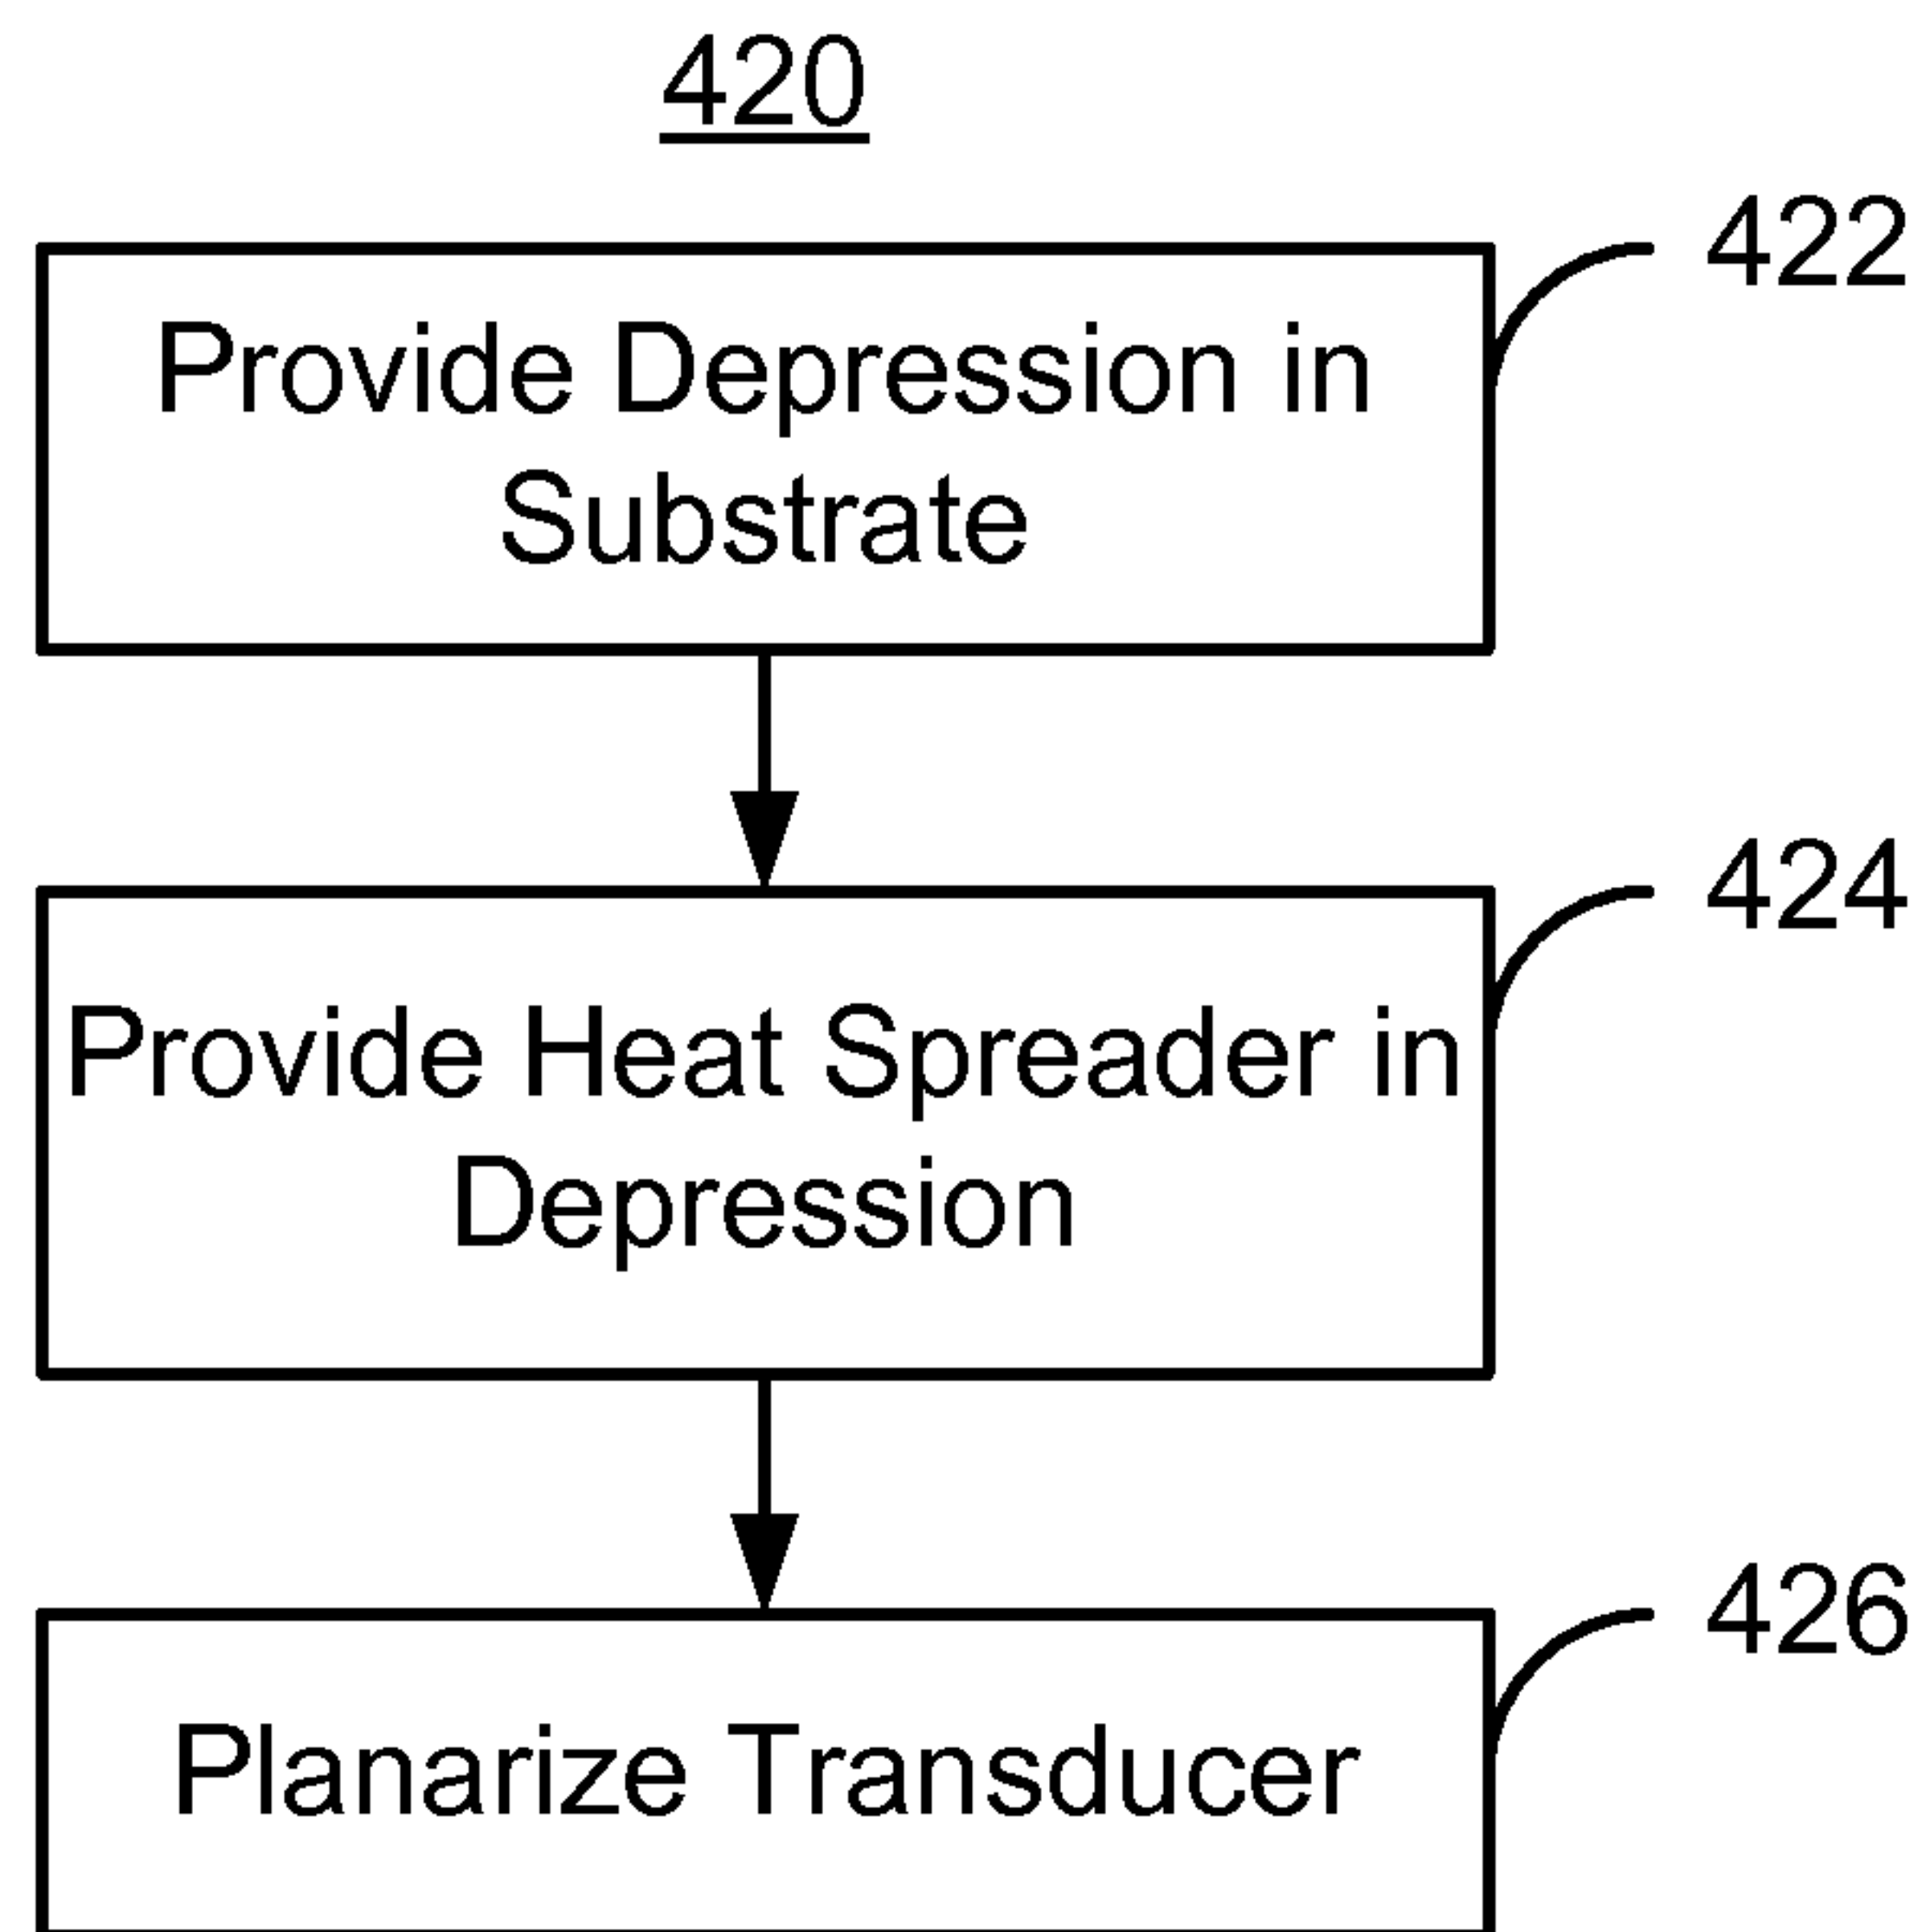 420
422
Provide Depression in
Substrate
424
Provide Heat Spreader in
Depression
426
Planarize Transducer